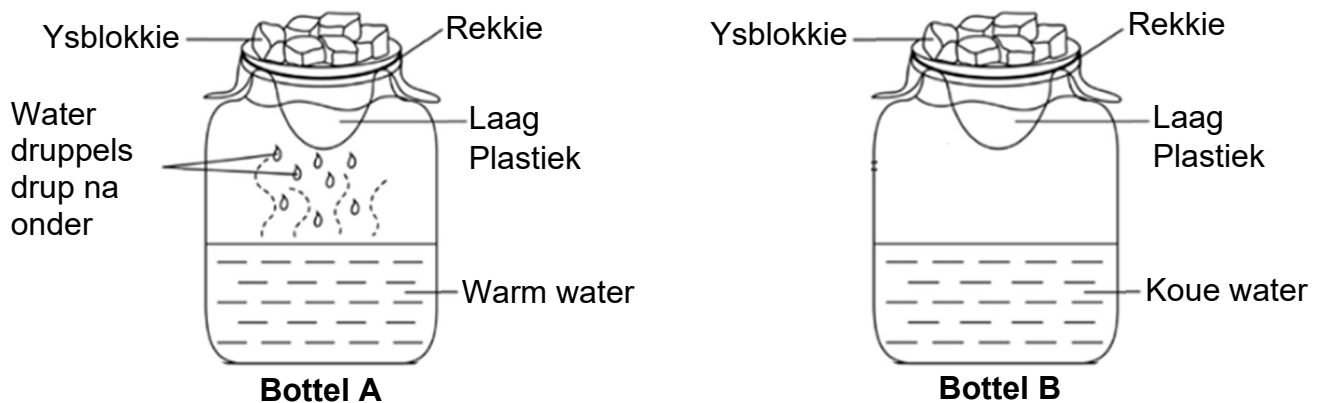 Ysblokkie
Rekkie
Water
druppels
drup na
onder
Laag
Plastiek
Warm water
Bottel A
Ysblokkie
Rekkie
Laag
Plastiek
Koue water
Bottel B